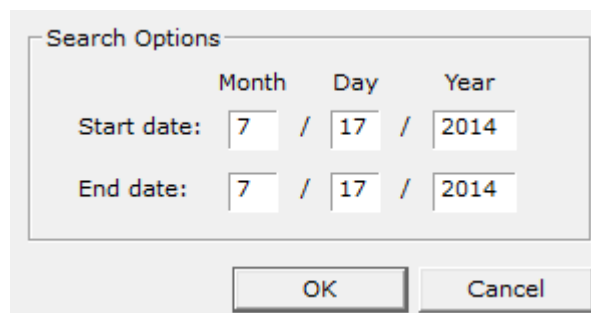 Search Options
Month Day Year
Start date: 7 / 17 / 2014
End date: 7 / 17 / 2014
OK Cancel